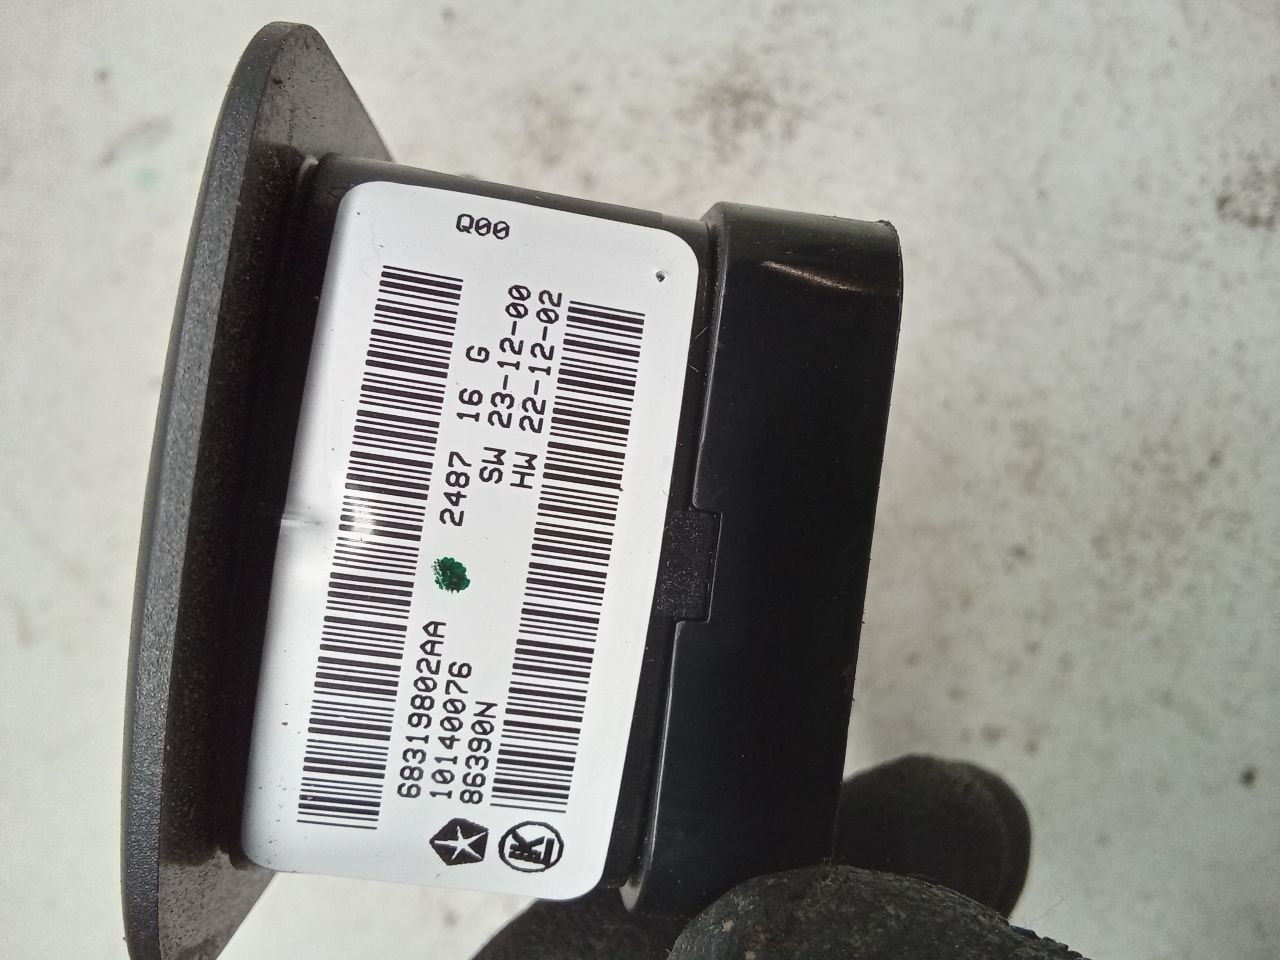 Q00
68319802AA 2487 16 G
10140076 SW 23-12-00
86390N HW 22-12-02
K